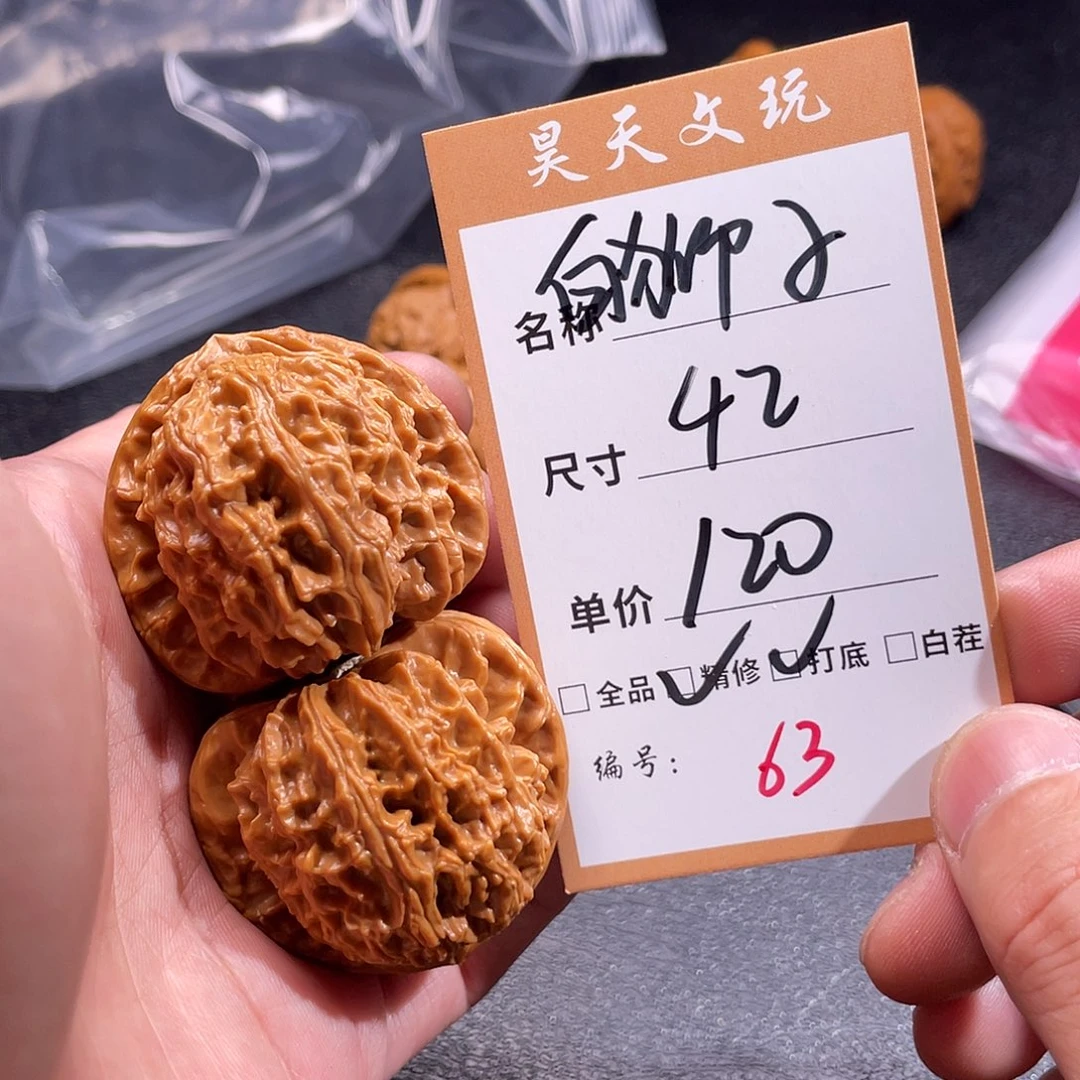 昊天文玩
名称 白狮子
尺寸 42
单价 120
□全品 ☑精修 ☑打底 □白茬
编号: 63